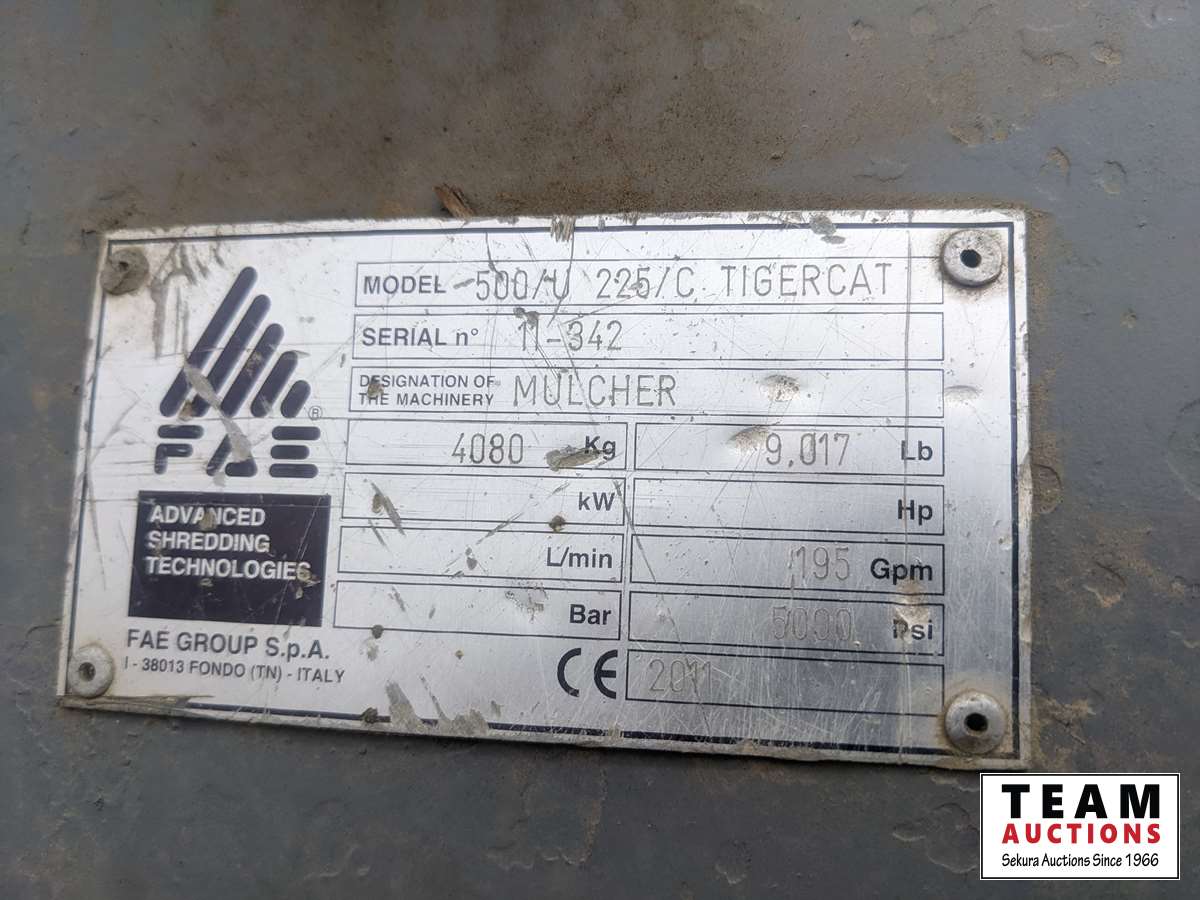 MODEL 500/U 225/C TIGERCAT
SERIAL n° 11-342
DESIGNATION OF
THE MACHINERY MULCHER
FAE®
4080 Kg 9.017 Lb
kW Hp
L/min 195 Gpm
Bar 5000 Psi
ADVANCED
SHREDDING
TECHNOLOGIES
FAE GROUP S.p.A.
I - 38013 FONDO (TN) - ITALY
CE 2011
TEAM
AUCTIONS
Sekura Auctions Since 1966